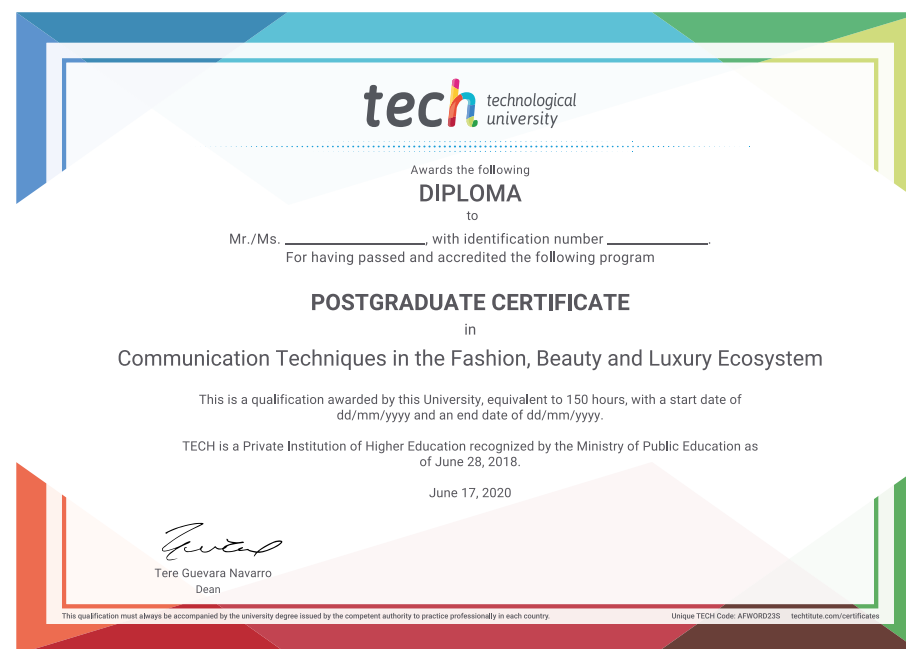 tech technological
university
Awards the following
DIPLOMA
to
Mr./Ms. ____________, with identification number ____________.
For having passed and accredited the following program
POSTGRADUATE CERTIFICATE
in
Communication Techniques in the Fashion, Beauty and Luxury Ecosystem
This is a qualification awarded by this University, equivalent to 150 hours, with a start date of
dd/mm/yyyy and an end date of dd/mm/yyyy.
TECH is a Private Institution of Higher Education recognized by the Ministry of Public Education as
of June 28, 2018.
June 17, 2020
Tere Guevara Navarro
Dean
This qualification must always be accompanied by the university degree issued by the competent authority to practice professionally in each country. Unique TECH Code: AFWORD23S techtitute.com/certificates